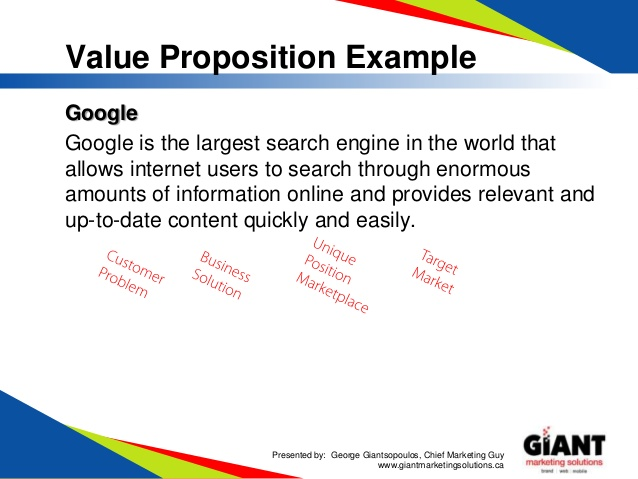 Value Proposition Example
Google
Google is the largest search engine in the world that
allows internet users to search through enormous
amounts of information online and provides relevant and
up-to-date content quickly and easily.
Customer
Problem
Business
Solution
Unique
Position
Marketplace
Target
Market
Presented by: George Giantsopoulos, Chief Marketing Guy
www.giantmarketingsolutions.ca
GiANT
marketing solutions
brand | web | mobile